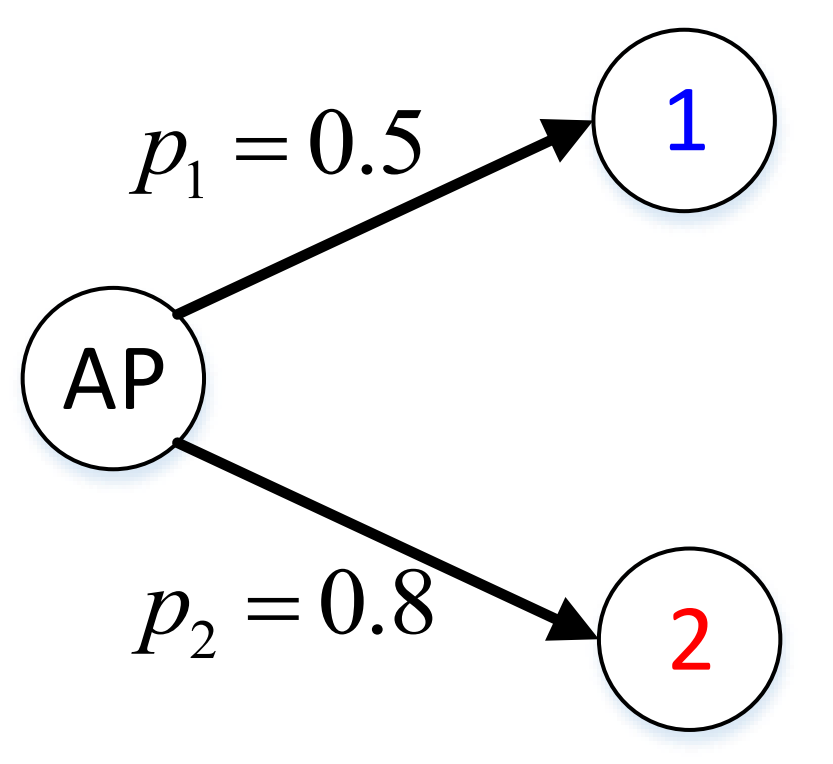 p₁ = 0.5
1
AP
p₂ = 0.8
2